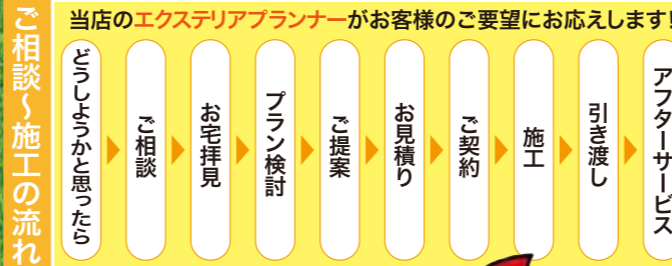 ご相談～施工の流れ
当店のエクステリアプランナーがお客様のご要望にお応えします!
どうしようかと思ったら
ご相談
お宅拝見
プラン検討
ご提案
お見積り
ご契約
施工
引き渡し
アフターサービス